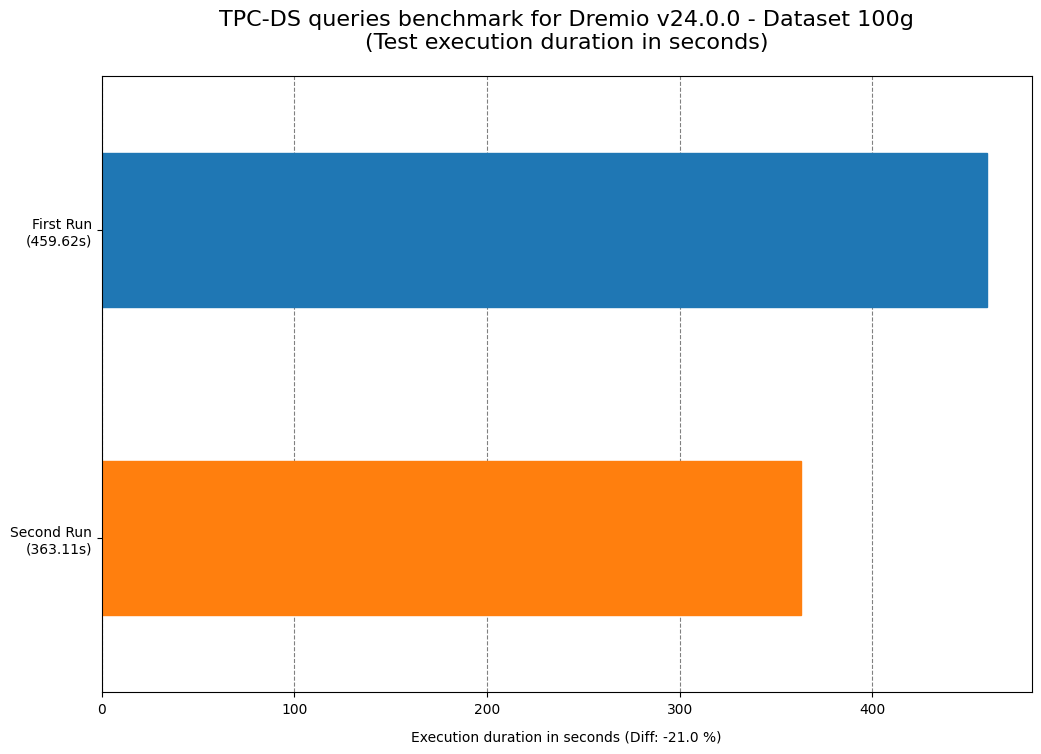 TPC-DS queries benchmark for Dremio v24.0.0 - Dataset 100g
(Test execution duration in seconds)
First Run
(459.62s)
Second Run
(363.11s)
0 100 200 300 400
Execution duration in seconds (Diff: -21.0 %)